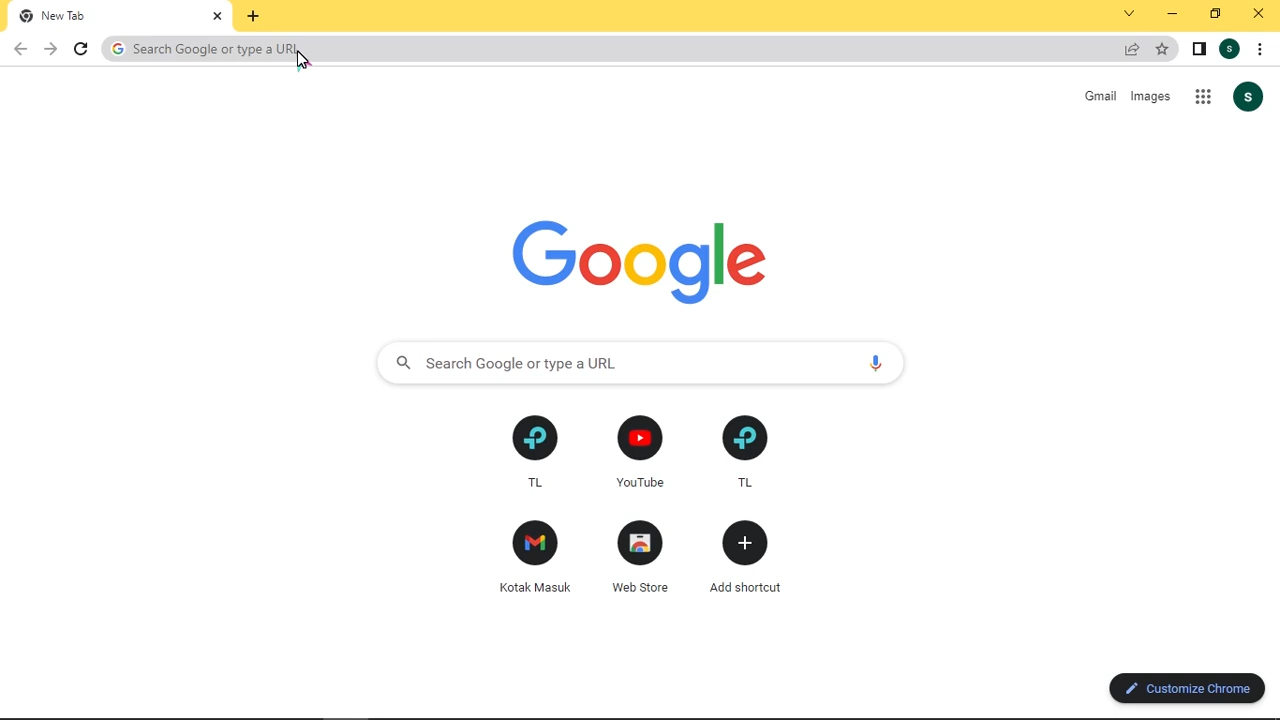 New Tab
Search Google or type a URL
Gmail Images
S
Google
Search Google or type a URL
TL YouTube TL
Kotak Masuk Web Store Add shortcut
Customize Chrome